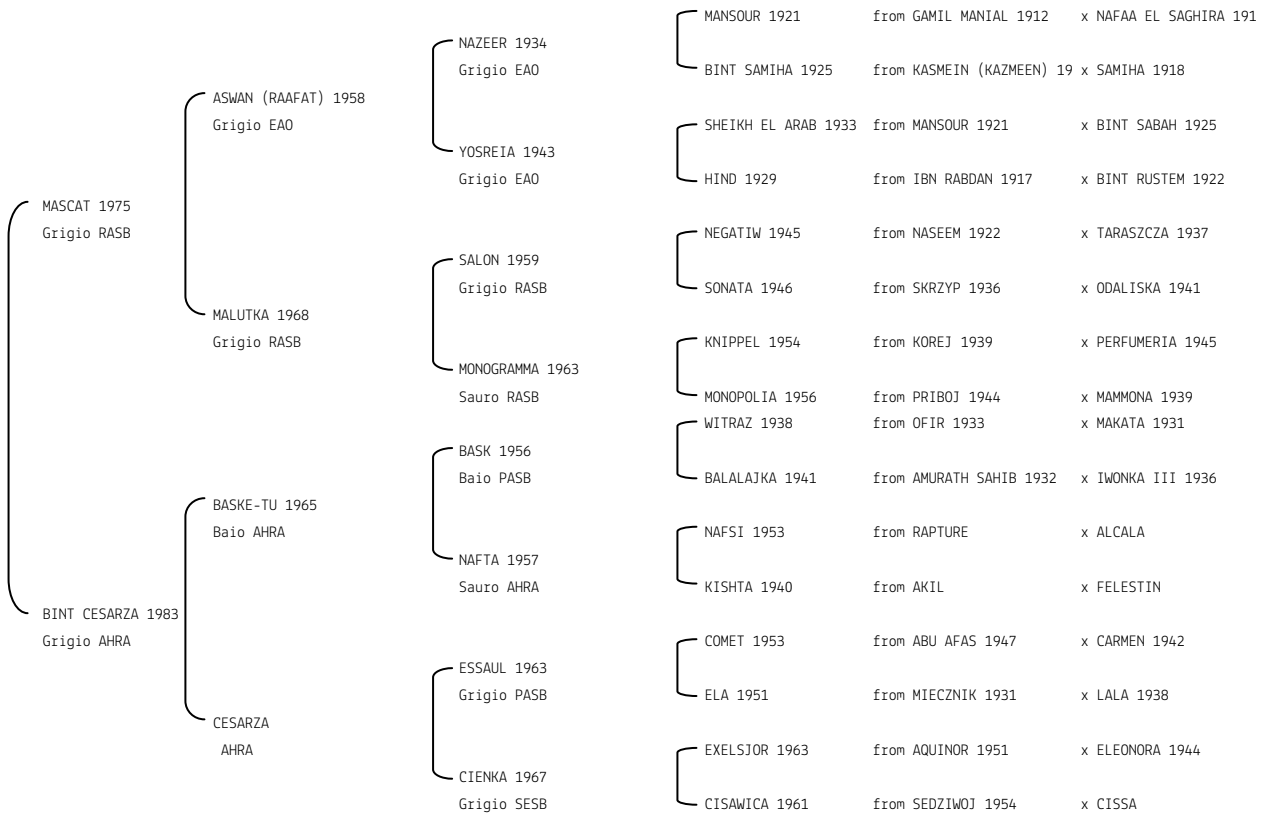 MANSOUR 1921 from GAMIL MANIAL 1912 x NAFAA EL SAGHIRA 191
NAZEER 1934
Grigio EAO
BINT SAMIHA 1925 from KASMEIN (KAZMEEN) 19 x SAMIHA 1918
ASWAN (RAAFAT) 1958
Grigio EAO
SHEIKH EL ARAB 1933 from MANSOUR 1921 x BINT SABAH 1925
YOSREIA 1943
Grigio EAO
HIND 1929 from IBN RABDAN 1917 x BINT RUSTEM 1922
MASCAT 1975
Grigio RASB
NEGATIW 1945 from NASEEM 1922 x TARASZCZA 1937
SALON 1959
Grigio RASB
SONATA 1946 from SKRZYP 1936 x ODALISKA 1941
MALUTKA 1968
Grigio RASB
KNIPPEL 1954 from KOREJ 1939 x PERFUMERIA 1945
MONOGRAMMA 1963
Sauro RASB
MONOPOLIA 1956 from PRIBOJ 1944 x MAMMONA 1939
WITRAZ 1938 from OFIR 1933 x MAKATA 1931
BASK 1956
Baio PASB
BALALAJKA 1941 from AMURATH SAHIB 1932 x IWONKA III 1936
BASKE-TU 1965
Baio AHRA
NAFSI 1953 from RAPTURE x ALCALA
NAFTA 1957
Sauro AHRA
KISHTA 1940 from AKIL x FELESTIN
BINT CESARZA 1983
Grigio AHRA
COMET 1953 from ABU AFAS 1947 x CARMEN 1942
ESSAUL 1963
Grigio PASB
ELA 1951 from MIECZNIK 1931 x LALA 1938
CESARZA
AHRA
EXELSJOR 1963 from AQUINOR 1951 x ELEONORA 1944
CIENKA 1967
Grigio SESB
CISAWICA 1961 from SEDZIWOJ 1954 x CISSA